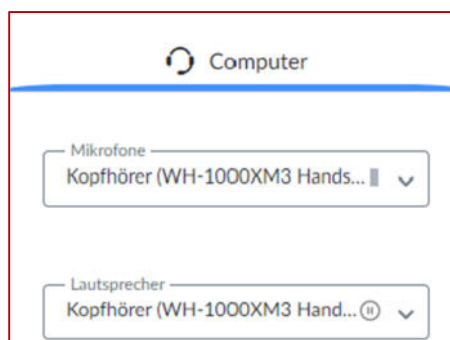 Computer
Mikrofone
Kopfhörer (WH-1000XM3 Hands...
Lautsprecher
Kopfhörer (WH-1000XM3 Hand...